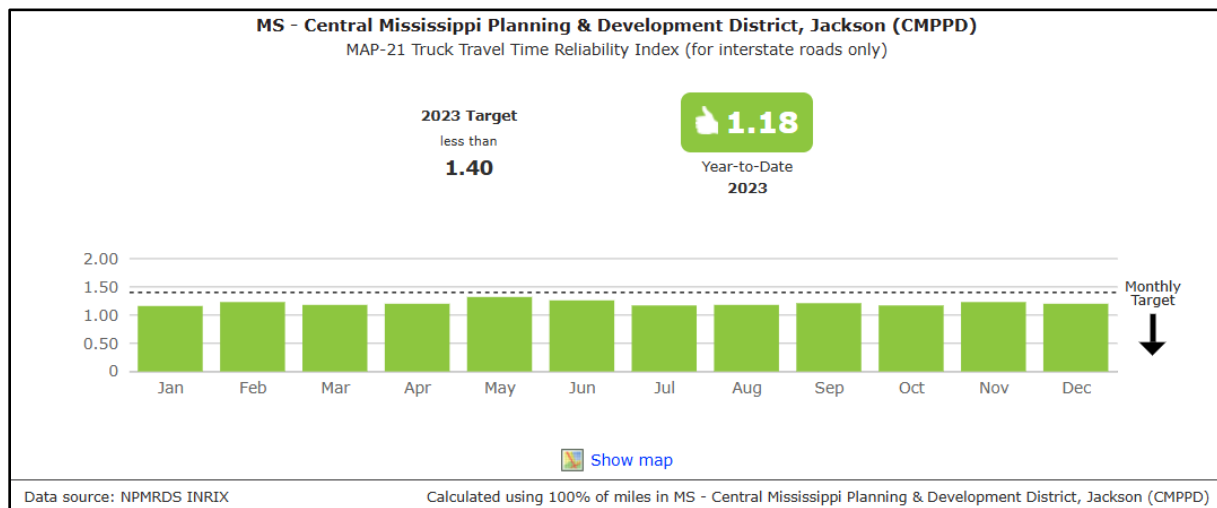 MS - Central Mississippi Planning & Development District, Jackson (CMPPD)
MAP-21 Truck Travel Time Reliability Index (for interstate roads only)
2023 Target
less than
1.40
1.18
Year-to-Date
2023
2.00
1.50
1.00
0.50
0
Monthly
Target
Jan Feb Mar Apr May Jun Jul Aug Sep Oct Nov Dec
Show map
Data source: NPMRDS INRIX
Calculated using 100% of miles in MS - Central Mississippi Planning & Development District, Jackson (CMPPD)